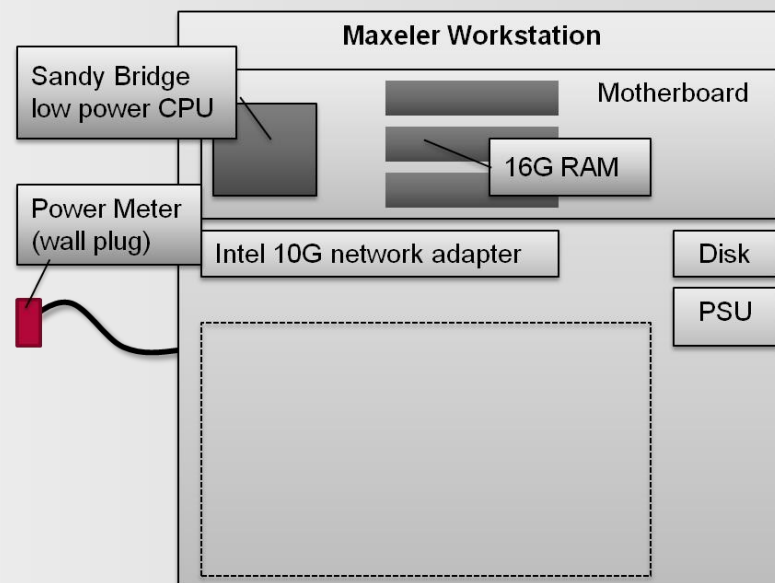 Maxeler Workstation
Sandy Bridge
low power CPU
Motherboard
16G RAM
Power Meter
(wall plug)
Intel 10G network adapter
Disk
PSU